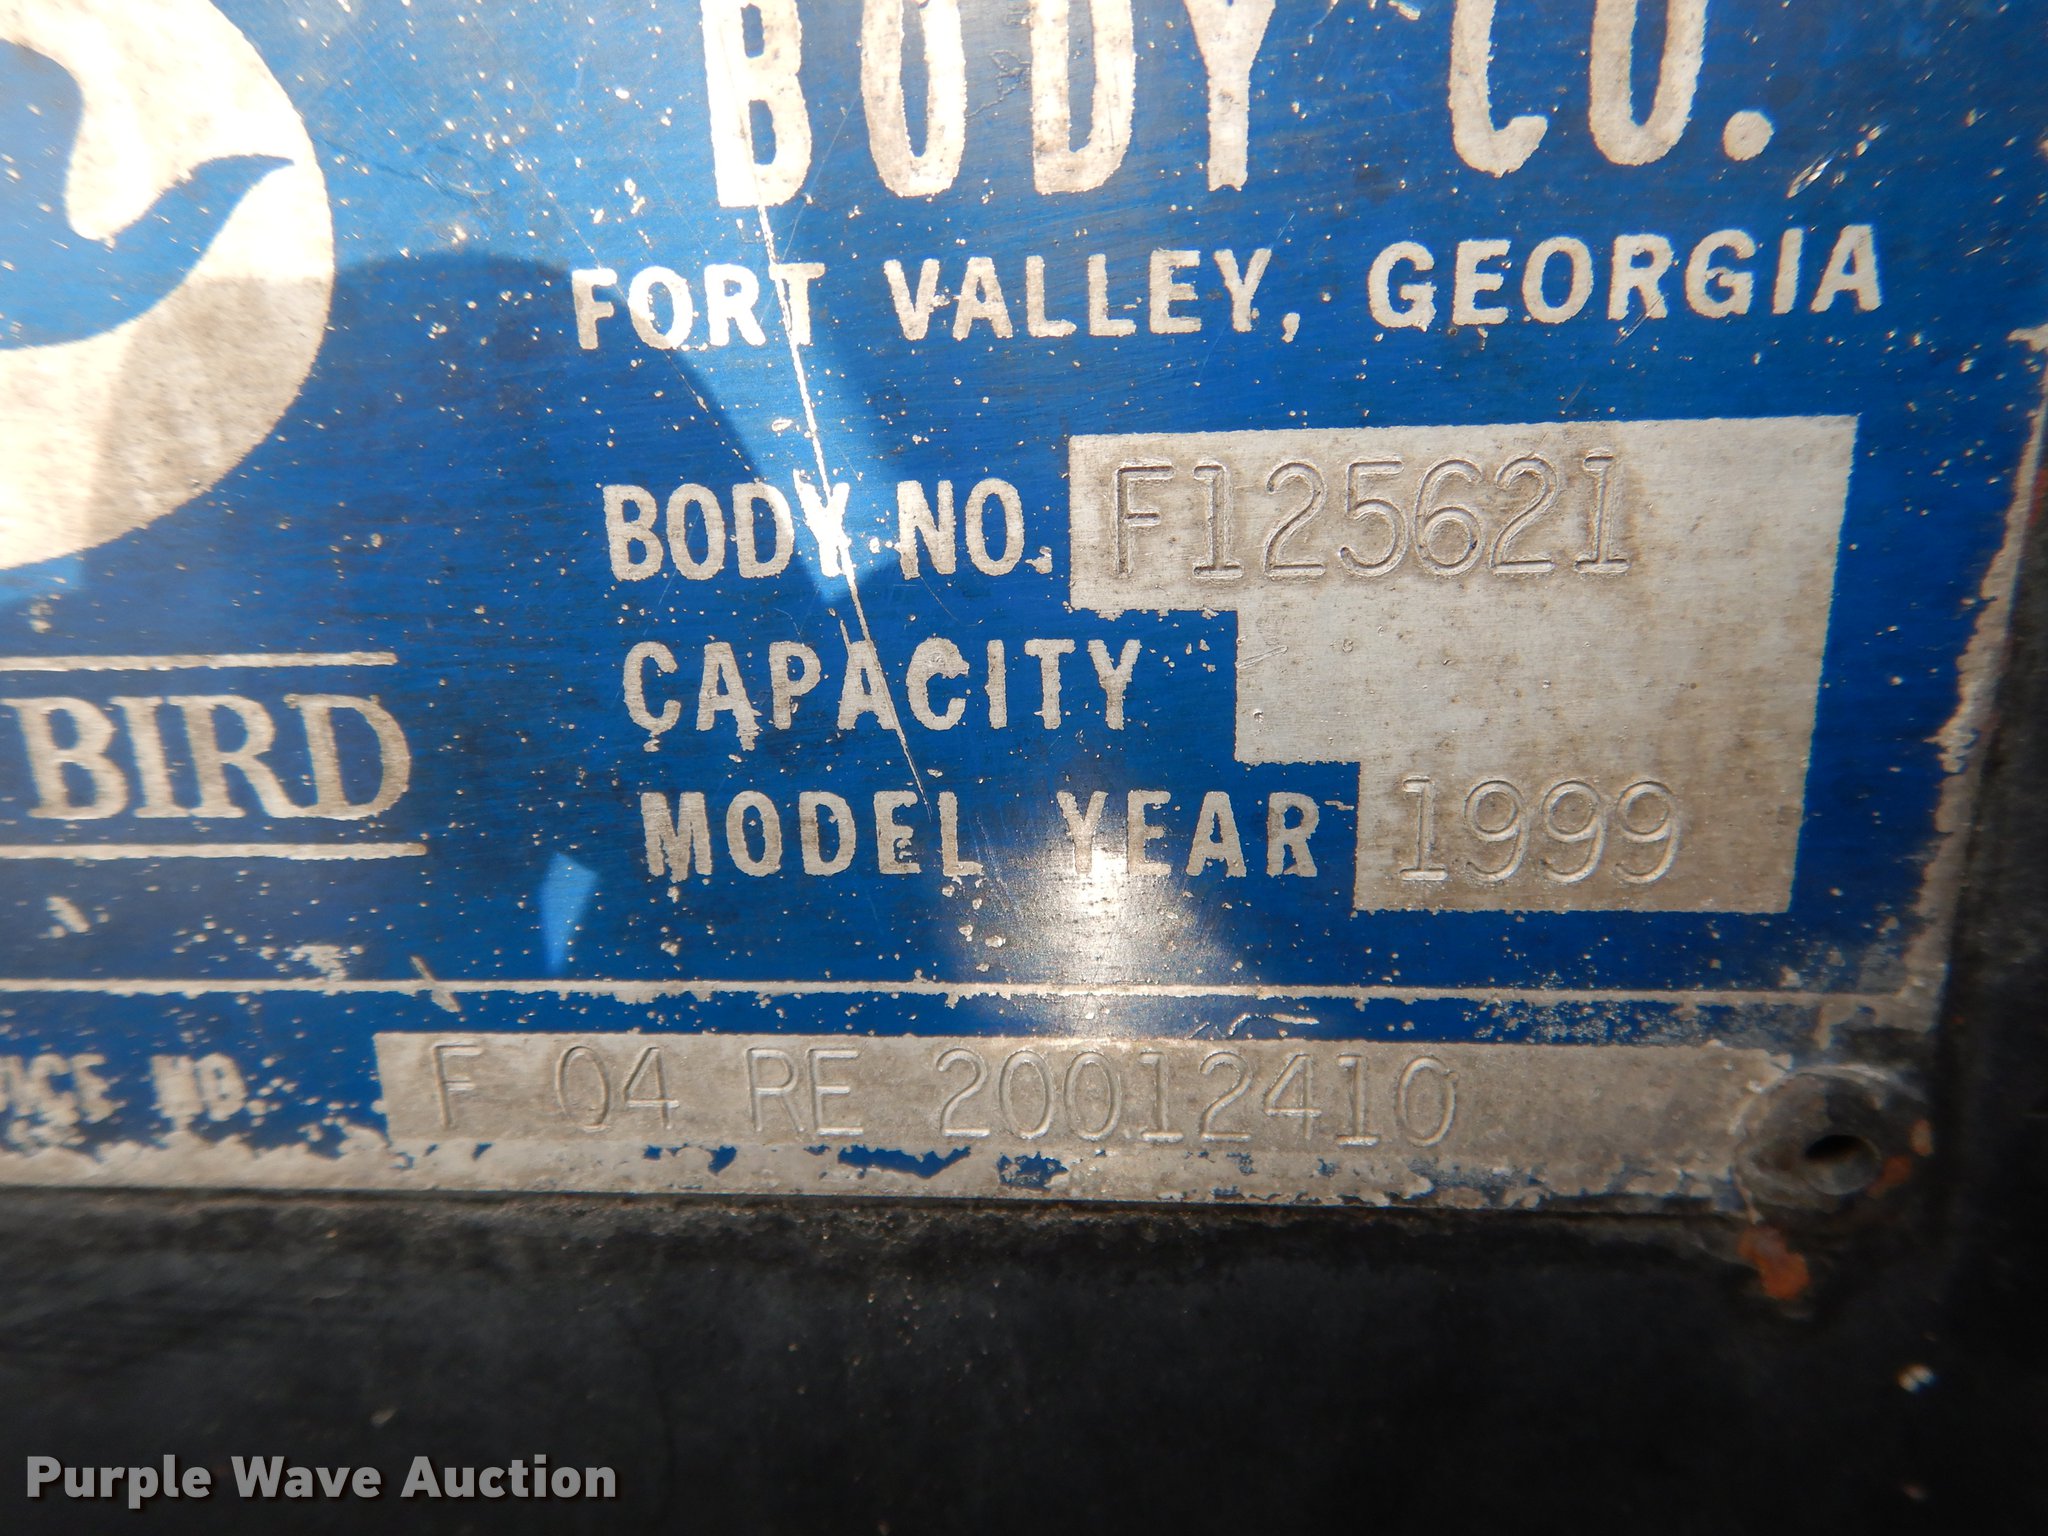 BODY CO.
FORT VALLEY, GEORGIA
BODY NO. F125621
CAPACITY
BIRD
MODEL YEAR 1999
NO. F 04 RE 20012410
Purple Wave Auction